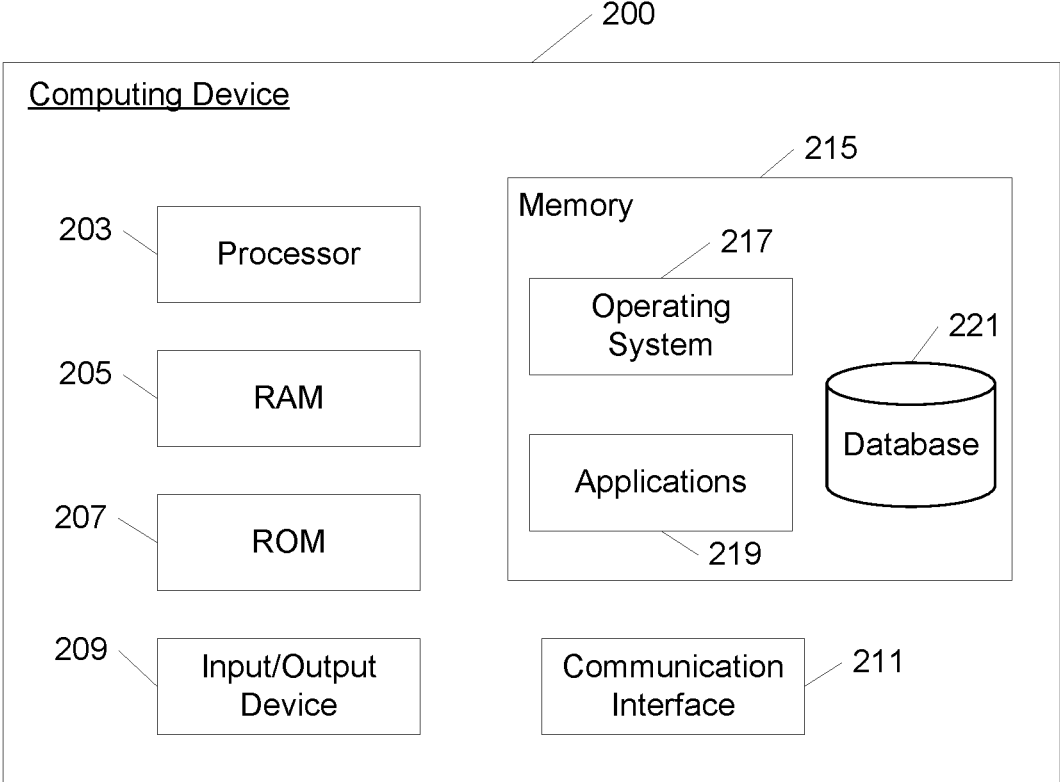 200
Computing Device
215
Memory
203
Processor
217
Operating
System
221
205
RAM
Database
Applications
219
207
ROM
209
Input/Output
Device
Communication
Interface
211